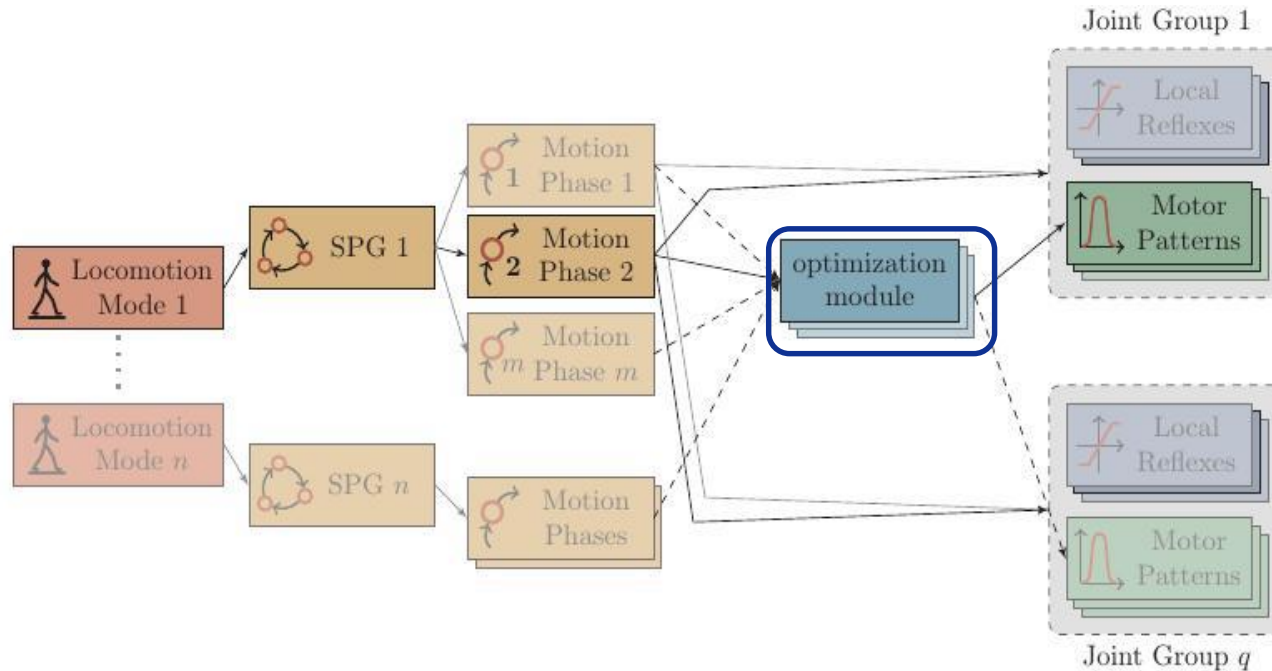 Joint Group 1
Local
Reflexes
Motor
Patterns
Motion
Phase 1
1
SPG 1
Motion
Phase 2
2
optimization
module
Locomotion
Mode 1
Motion
Phase m
m
Locomotion
Mode n
SPG n
Motion
Phases
Local
Reflexes
Motor
Patterns
Joint Group q